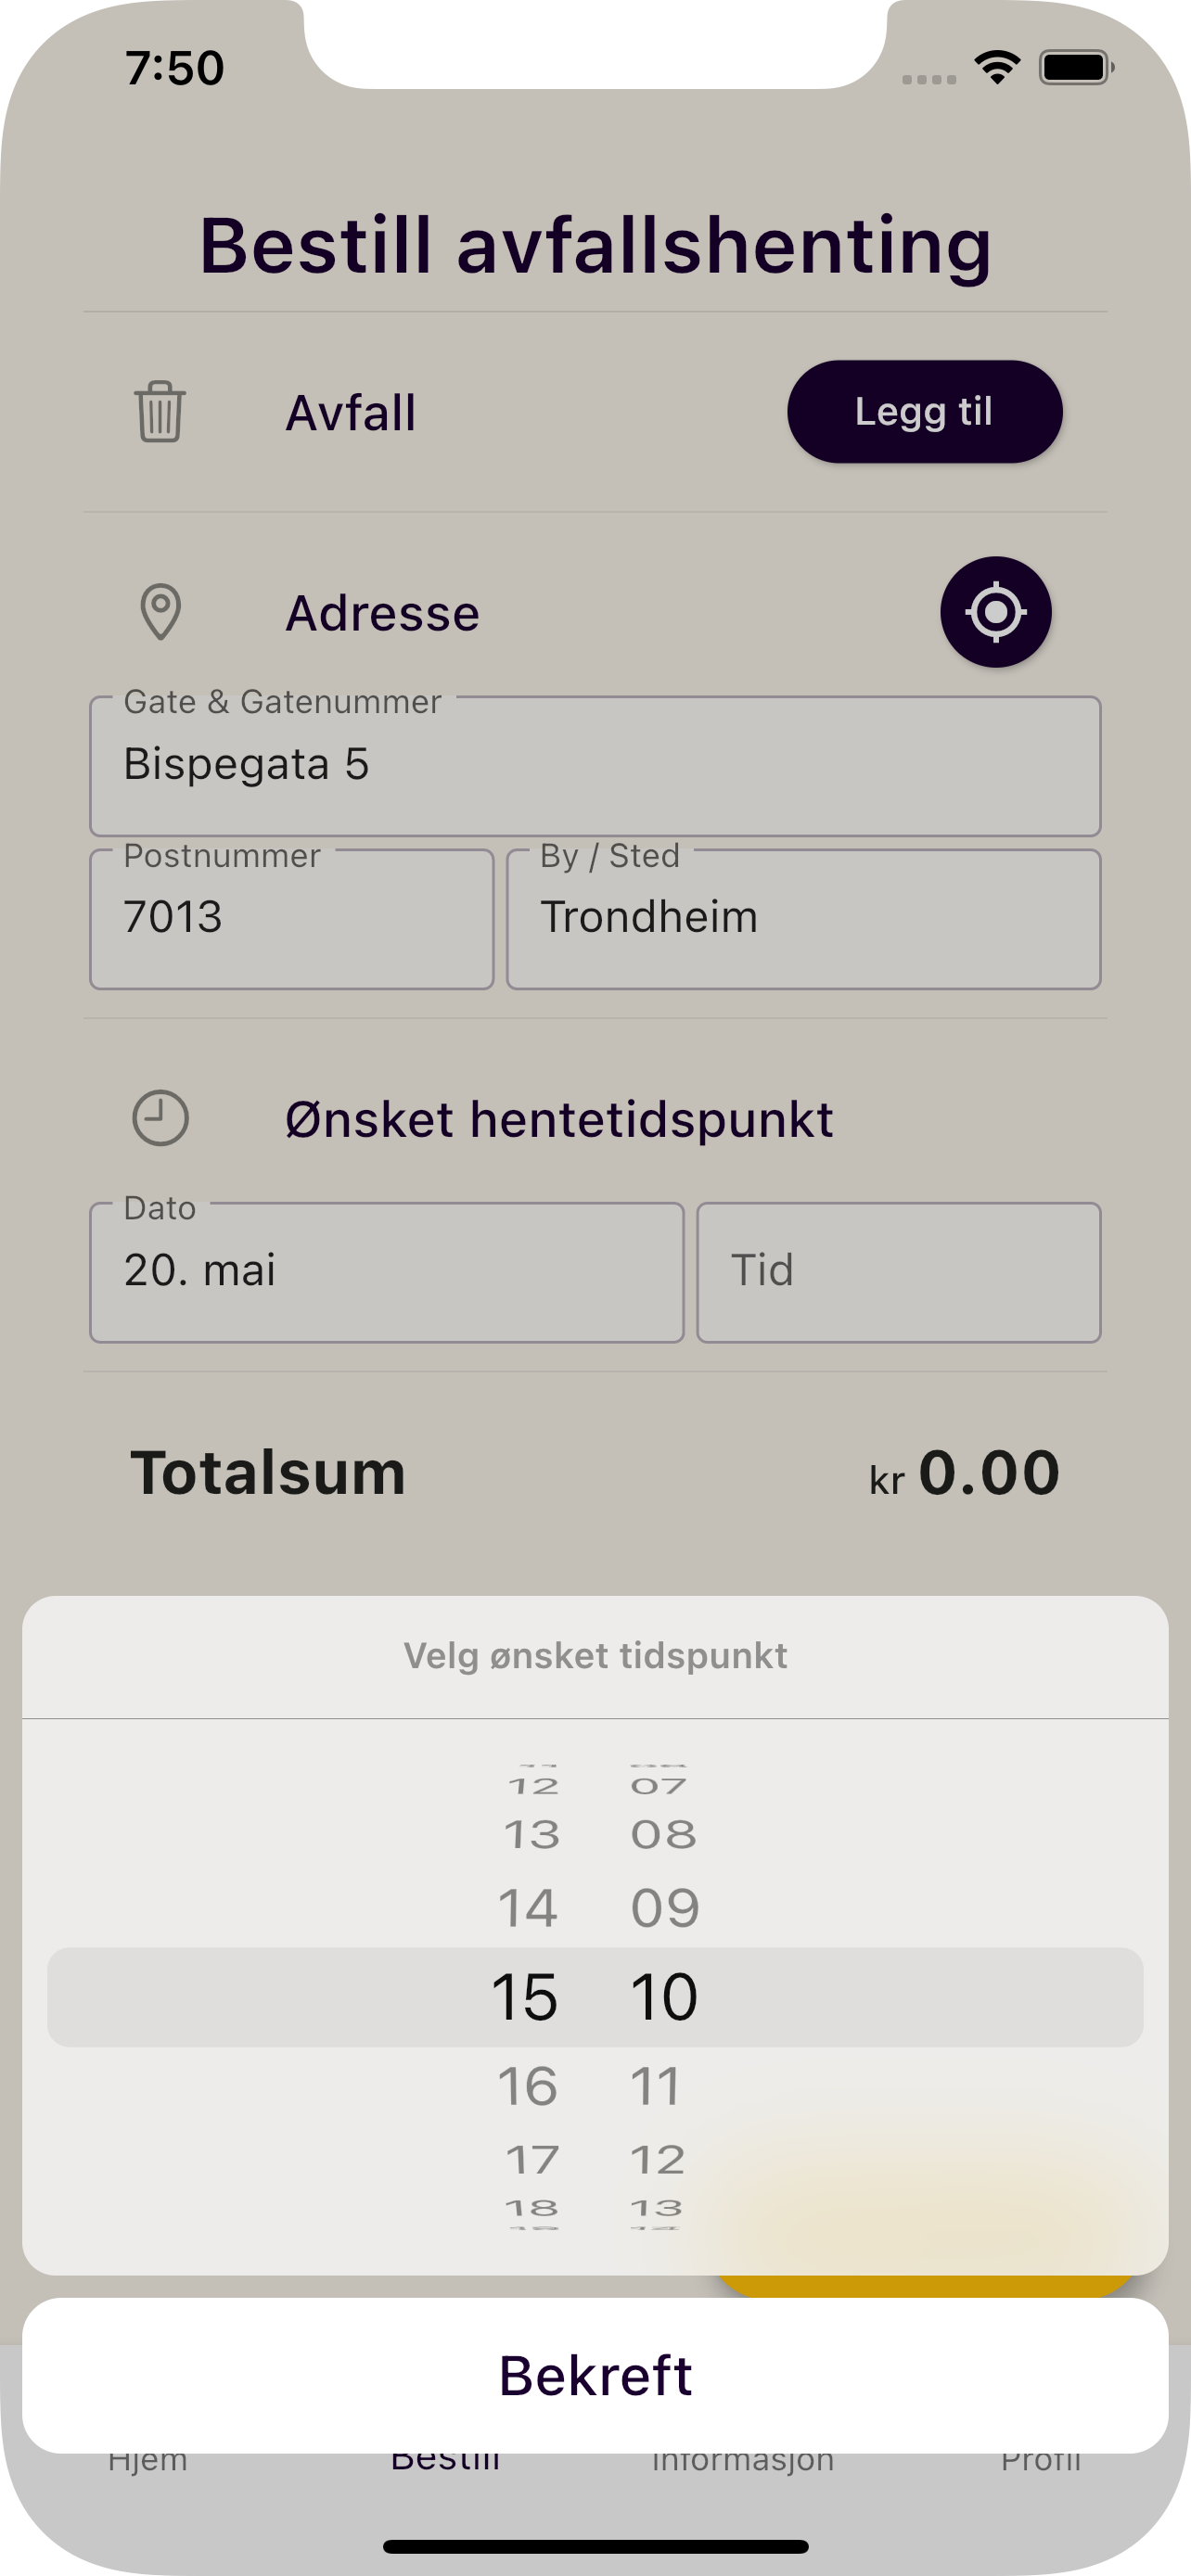 7:50
Bestill avfallshenting
Avfall
Legg til
Adresse
Gate & Gatenummer
Bispegata 5
Postnummer
By / Sted
7013
Trondheim
Ønsket hentetidspunkt
Dato
20. mai
Tid
Totalsum
kr 0.00
Velg ønsket tidspunkt
12 07
13 08
14 09
15 10
16 11
17 12
18 13
Bekreft
Hjem
Bestill
Informasjon
Profil